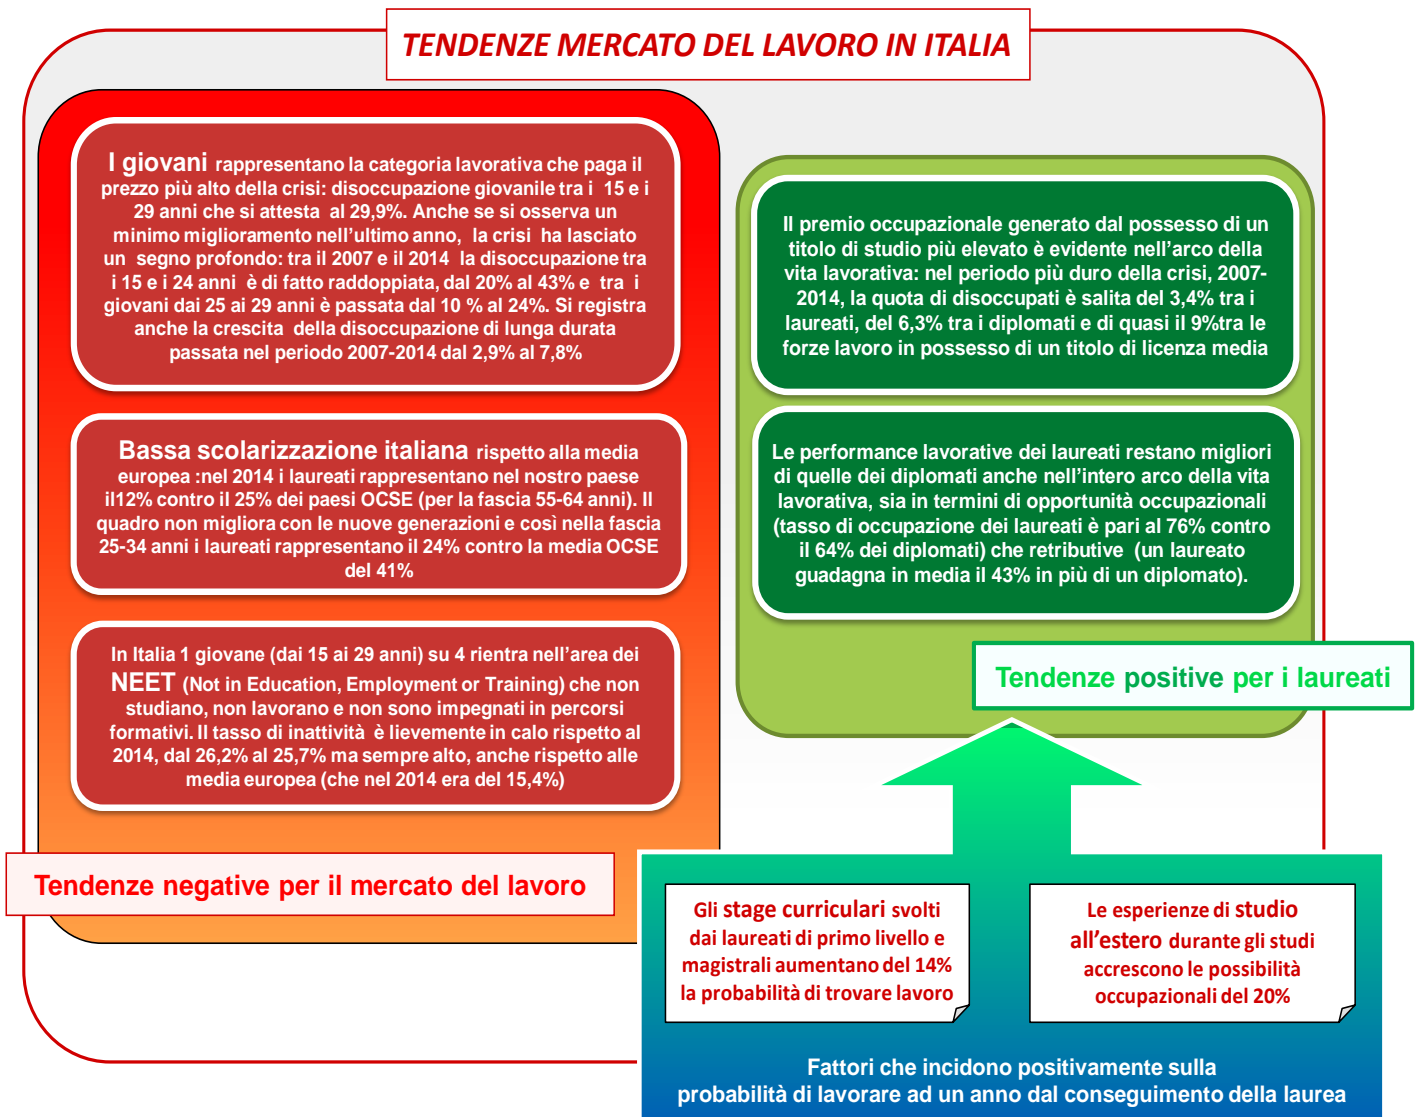 TENDENZE MERCATO DEL LAVORO IN ITALIA
I giovani rappresentano la categoria lavorativa che paga il
prezzo più alto della crisi: disoccupazione giovanile tra i 15 e i
29 anni che si attesta al 29,9%. Anche se si osserva un
minimo miglioramento nell'ultimo anno, la crisi ha lasciato
un segno profondo: tra il 2007 e il 2014 la disoccupazione tra
i 15 e i 24 anni è di fatto raddoppiata, dal 20% al 43% e tra i
giovani dai 25 ai 29 anni è passata dal 10 % al 24%. Si registra
anche la crescita della disoccupazione di lunga durata
passata nel periodo 2007-2014 dal 2,9% al 7,8%
Bassa scolarizzazione italiana rispetto alla media
europea :nel 2014 i laureati rappresentano nel nostro paese
il12% contro il 25% dei paesi OCSE (per la fascia 55-64 anni). Il
quadro non migliora con le nuove generazioni e così nella fascia
25-34 anni i laureati rappresentano il 24% contro la media OCSE
del 41%
In Italia 1 giovane (dai 15 ai 29 anni) su 4 rientra nell'area dei
NEET (Not in Education, Employment or Training) che non
studiano, non lavorano e non sono impegnati in percorsi
formativi. Il tasso di inattività è lievemente in calo rispetto al
2014, dal 26,2% al 25,7% ma sempre alto, anche rispetto alle
media europea (che nel 2014 era del 15,4%)
Tendenze negative per il mercato del lavoro
Il premio occupazionale generato dal possesso di un
titolo di studio più elevato è evidente nell'arco della
vita lavorativa: nel periodo più duro della crisi, 2007-
2014, la quota di disoccupati è salita del 3,4% tra i
laureati, del 6,3% tra i diplomati e di quasi il 9%tra le
forze lavoro in possesso di un titolo di licenza media
Le performance lavorative dei laureati restano migliori
di quelle dei diplomati anche nell'intero arco della vita
lavorativa, sia in termini di opportunità occupazionali
(tasso di occupazione dei laureati è pari al 76% contro
il 64% dei diplomati) che retributive (un laureato
guadagna in media il 43% in più di un diplomato).
Tendenze positive per i laureati
Gli stage curriculari svolti
dai laureati di primo livello e
magistrali aumentano del 14%
la probabilità di trovare lavoro
Le esperienze di studio
all'estero durante gli studi
accrescono le possibilità
occupazionali del 20%
Fattori che incidono positivamente sulla
probabilità di lavorare ad un anno dal conseguimento della laurea